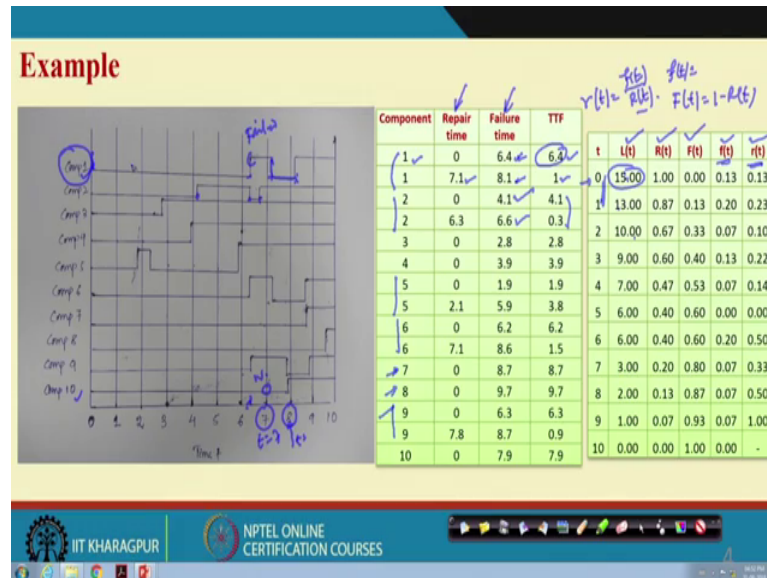 Example
Failed
Comp 1
Comp 2
Comp 3
Comp 4
Comp 5
Comp 6
Comp 7
Comp 8
Comp 9
Comp 10
0 1 2 3 4 5 6 7 8 9 10
t=7
Time t
Component Repair time Failure time TTF
1 0 6.4 6.4
1 7.1 8.1 1
2 0 4.1 4.1
2 6.3 6.6 0.3
3 0 2.8 2.8
4 0 3.9 3.9
5 0 1.9 1.9
5 2.1 5.9 3.8
6 0 6.2 6.2
6 7.1 8.6 1.5
7 0 8.7 8.7
8 0 9.7 9.7
9 0 6.3 6.3
9 7.8 8.7 0.9
10 0 7.9 7.9
r(t)= f(t)/R(t). f(t)=
F(t)=1-R(t)
t L(t) R(t) F(t) f(t) r(t)
0 15.00 1.00 0.00 0.13 0.13
1 13.00 0.87 0.13 0.20 0.23
2 10.00 0.67 0.33 0.07 0.10
3 9.00 0.60 0.40 0.13 0.22
4 7.00 0.47 0.53 0.07 0.14
5 6.00 0.40 0.60 0.00 0.00
6 6.00 0.40 0.60 0.20 0.50
7 3.00 0.20 0.80 0.07 0.33
8 2.00 0.13 0.87 0.07 0.50
9 1.00 0.07 0.93 0.07 1.00
10 0.00 0.00 1.00 0.00 -
IIT KHARAGPUR
NPTEL ONLINE
CERTIFICATION COURSES
4